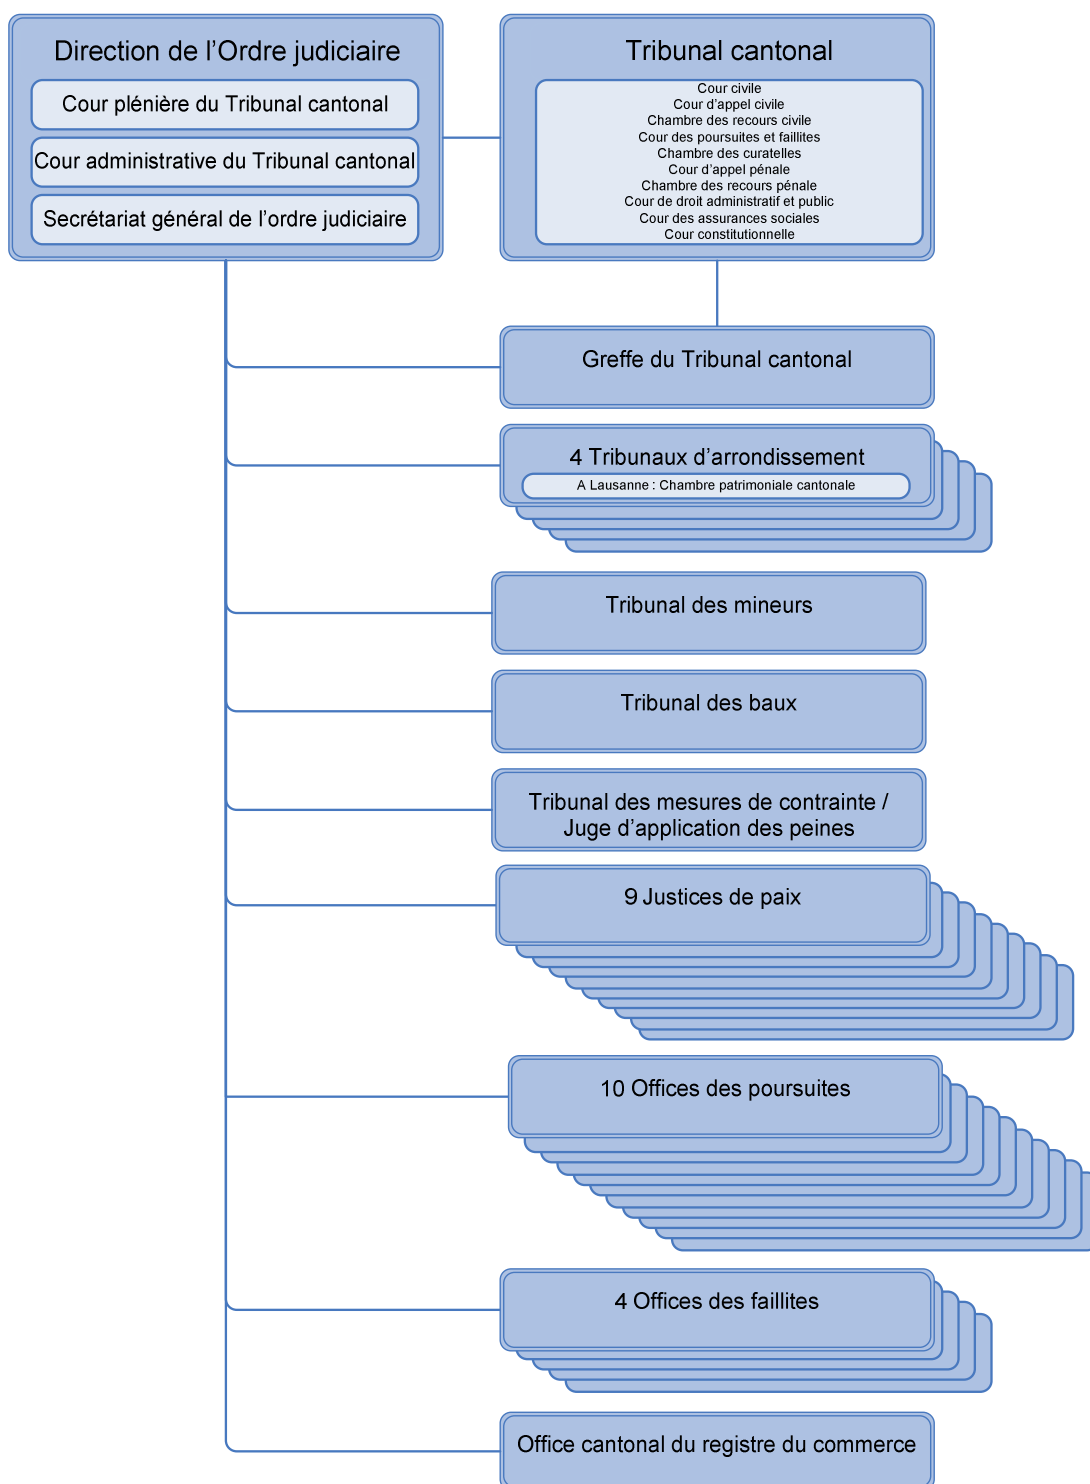 Direction de l’Ordre judiciaire
Cour plénière du Tribunal cantonal
Cour administrative du Tribunal cantonal
Secrétariat général de l’ordre judiciaire
Tribunal cantonal
Cour civile
Cour d’appel civile
Chambre des recours civile
Cour des poursuites et faillites
Chambre des curatelles
Cour d’appel pénale
Chambre des recours pénale
Cour de droit administratif et public
Cour des assurances sociales
Cour constitutionnelle
Greffe du Tribunal cantonal
4 Tribunaux d’arrondissement
A Lausanne : Chambre patrimoniale cantonale
Tribunal des mineurs
Tribunal des baux
Tribunal des mesures de contrainte /
Juge d’application des peines
9 Justices de paix
10 Offices des poursuites
4 Offices des faillites
Office cantonal du registre du commerce